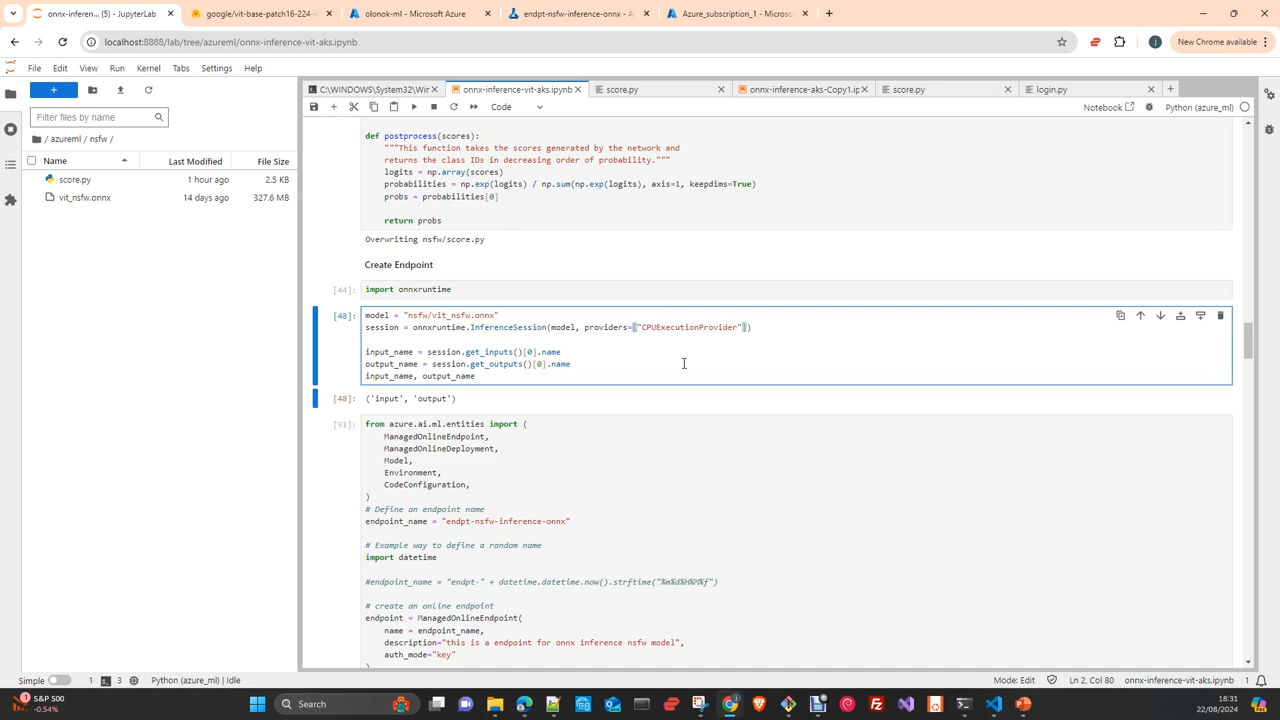 onnx-inferen... (5) - JupyterLab
google/vit-base-patch16-224-i
olonok-ml - Microsoft Azure
endpt-nsfw-inference-onnx - A
Azure_subscription_1 - Microsof
localhost:8888/lab/tree/azureml/onnx-inference-vit-aks.ipynb
New Chrome available
File Edit View Run Kernel Tabs Settings Help
C:\WINDOWS\System32\Wir
onnx-inference-vit-aks.ipynb
score.py
onnx-inference-aks-Copy1.ip
score.py
login.py
Code
Notebook
Python (azure_ml)
Filter files by name
/ azureml / nsfw /
Name Last Modified File Size
score.py 1 hour ago 2.5 KB
vit_nsfw.onnx 14 days ago 327.6 MB
def postprocess(scores):
"""This function takes the scores generated by the network and
returns the class IDs in decreasing order of probability."""
logits = np.array(scores)
probabilities = np.exp(logits) / np.sum(np.exp(logits), axis=1, keepdims=True)
probs = probabilities[0]
return probs
Overwriting nsfw/score.py
Create Endpoint
[44]: import onnxruntime
[48]: model = "nsfw/vit_nsfw.onnx"
session = onnxruntime.InferenceSession(model, providers=["CPUExecutionProvider"])
input_name = session.get_inputs()[0].name
output_name = session.get_outputs()[0].name
input_name, output_name
[48]: ('input', 'output')
[91]: from azure.ai.ml.entities import (
ManagedOnlineEndpoint,
ManagedOnlineDeployment,
Model,
Environment,
CodeConfiguration,
)
# Define an endpoint name
endpoint_name = "endpt-nsfw-inference-onnx"
# Example way to define a random name
import datetime
#endpoint_name = "endpt-" + datetime.datetime.now().strftime("%m%d%H%M%f")
# create an online endpoint
endpoint = ManagedOnlineEndpoint(
name = endpoint_name,
description="this is a endpoint for onnx inference nsfw model",
auth_mode="key"
)
Simple 1 3 Python (azure_ml) | Idle
Mode: Edit Ln 2, Col 80 onnx-inference-vit-aks.ipynb 1
S&P 500
-0.54%
Search
18:31
22/08/2024